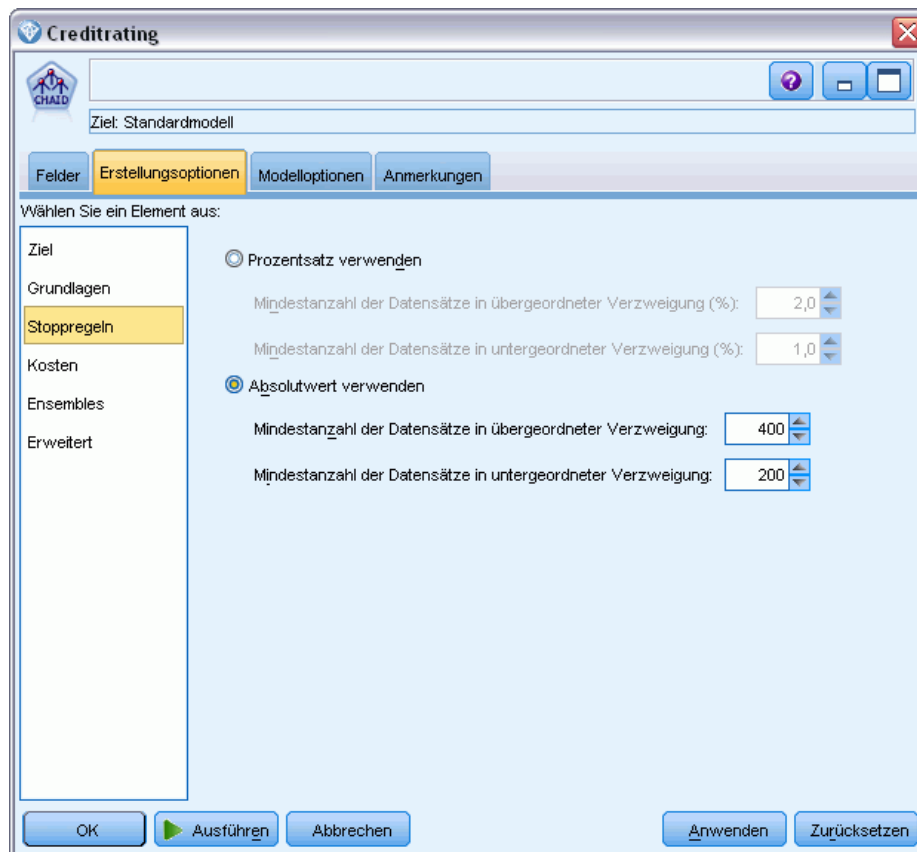 Creditrating
CHAID
Ziel: Standardmodell
Felder
Erstellungsoptionen
Modelloptionen
Anmerkungen
Wählen Sie ein Element aus:
Ziel
Grundlagen
Stoppregeln
Kosten
Ensembles
Erweitert
Prozentsatz verwenden
Mindestanzahl der Datensätze in übergeordneter Verzweigung (%): 2,0
Mindestanzahl der Datensätze in untergeordneter Verzweigung (%): 1,0
Absolutwert verwenden
Mindestanzahl der Datensätze in übergeordneter Verzweigung: 400
Mindestanzahl der Datensätze in untergeordneter Verzweigung: 200
OK
Ausführen
Abbrechen
Anwenden
Zurücksetzen